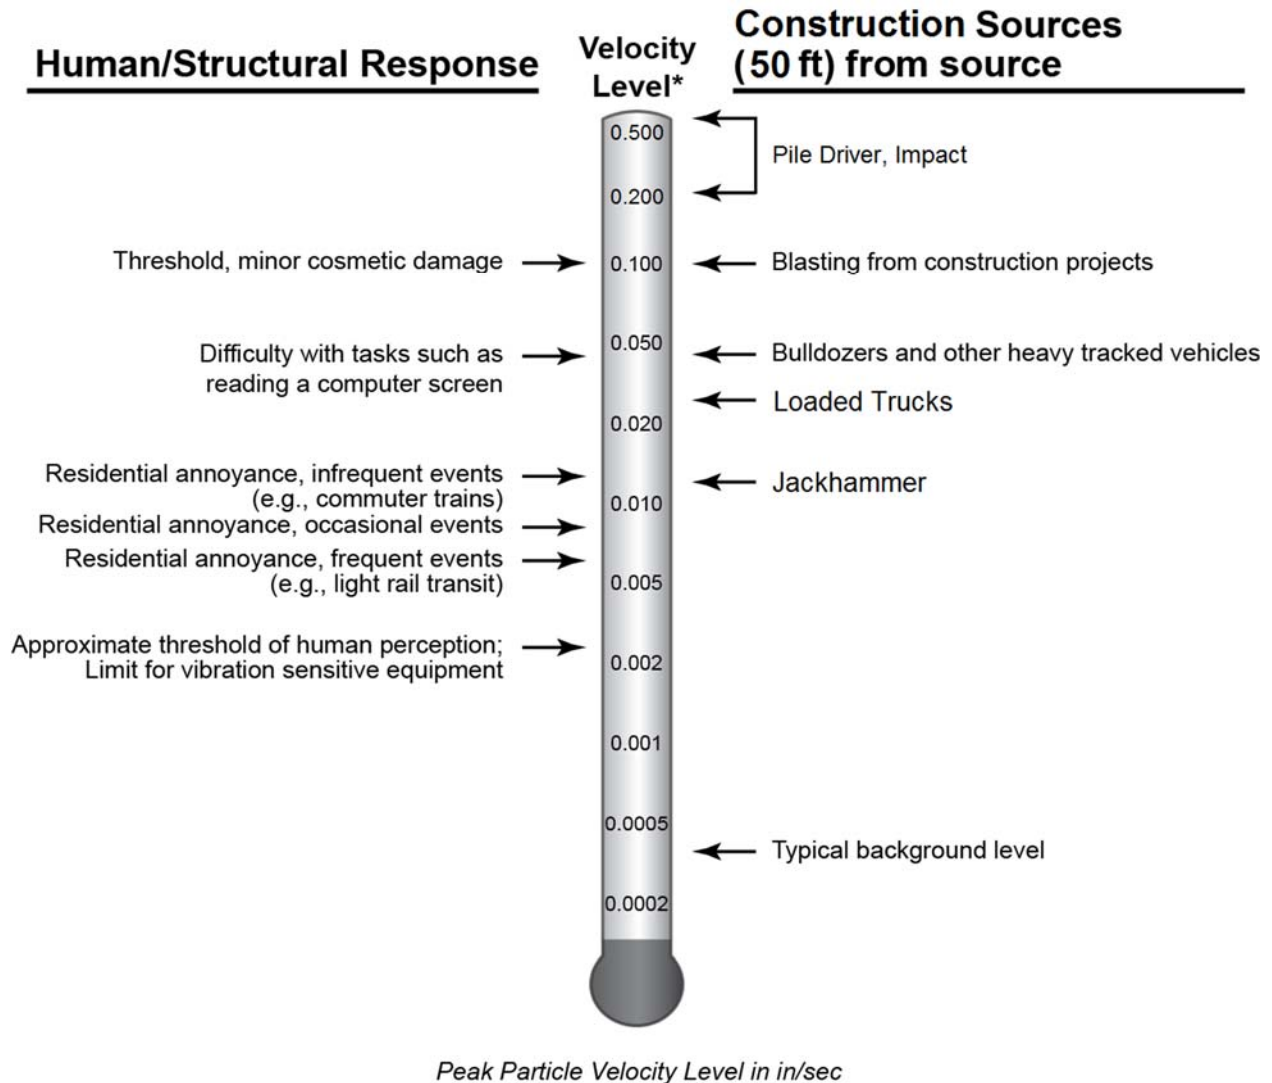 Human/Structural Response
Velocity
Level*
Construction Sources
(50 ft) from source
0.500
Pile Driver, Impact
0.200
Threshold, minor cosmetic damage
0.100
Blasting from construction projects
0.050
Difficulty with tasks such as
reading a computer screen
Bulldozers and other heavy tracked vehicles
Loaded Trucks
0.020
Residential annoyance, infrequent events
(e.g., commuter trains)
Jackhammer
0.010
Residential annoyance, occasional events
Residential annoyance, frequent events
(e.g., light rail transit)
0.005
Approximate threshold of human perception;
Limit for vibration sensitive equipment
0.002
0.001
0.0005
Typical background level
0.0002
Peak Particle Velocity Level in in/sec